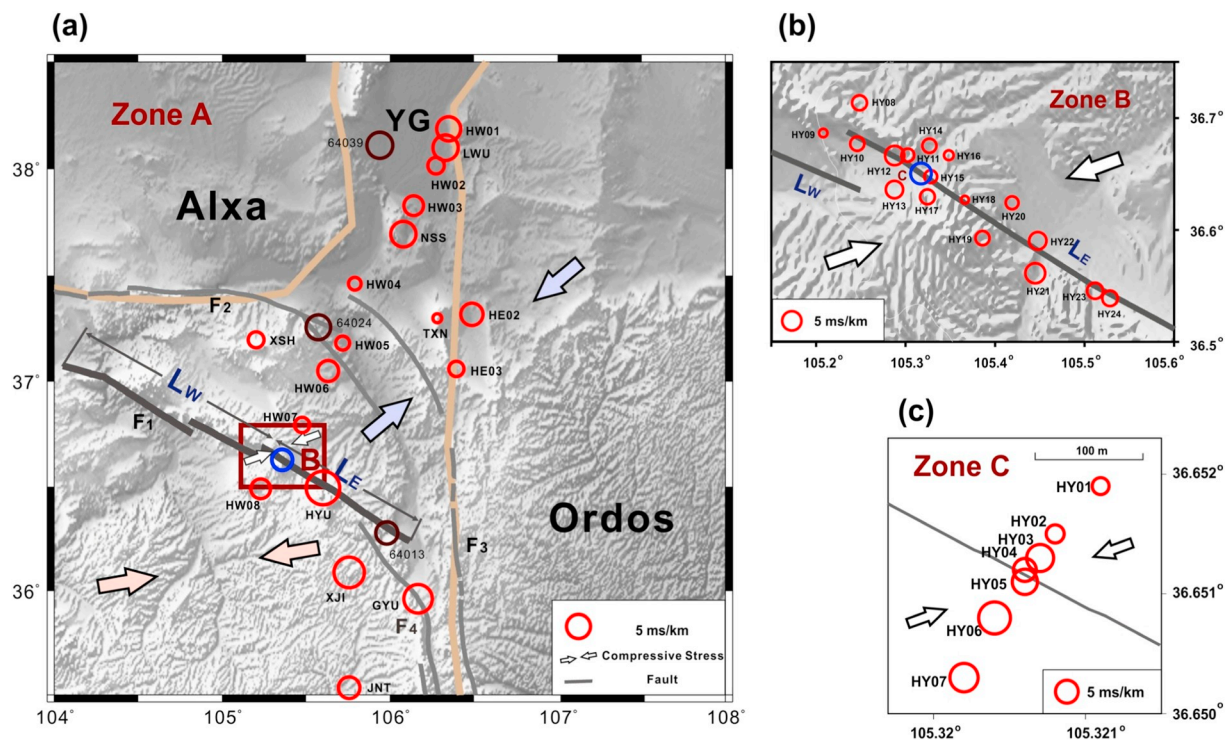 (a)
Zone A
YG
64039
HW01
LWU
HW02
Alxa
HW03
NSS
HW04
F2
64024
TXN
HE02
XSH
HW05
HW06
HE03
LW
F1
HW07
B
LE
HW08
HYU
64013
Ordos
F3
XJI
GYU
F4
JNT
5 ms/km
Compressive Stress
Fault
38
37
36
104
105
106
107
108
(b)
Zone B
HY08
HY09
HY10
HY14
HY11
HY16
HY12
C
HY15
LW
HY13
HY17
HY18
HY20
HY19
HY22
LE
HY21
HY23
HY24
5 ms/km
36.7°
36.6°
36.5°
105.2
105.3
105.4
105.5
105.6
(c)
Zone C
100 m
HY01
HY02
HY03
HY04
HY05
HY06
HY07
5 ms/km
36.652°
36.651°
36.650°
105.32°
105.321°